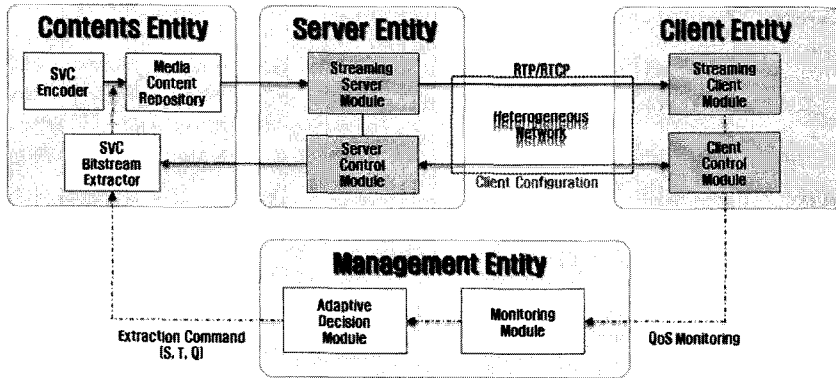 Contents Entity
Server Entity
Client Entity
SVC
Encoder
Media
Content
Repository
Streaming
Server
Module
RTP/RTCP
Streaming
Client
Module
Heterogeneous
Network
SVC
Bitstream
Extractor
Server
Control
Module
Client
Control
Module
Client Configuration
Management Entity
Adaptive
Decision
Module
Monitoring
Module
Extraction Command
(S, T, Q)
QoS Monitoring